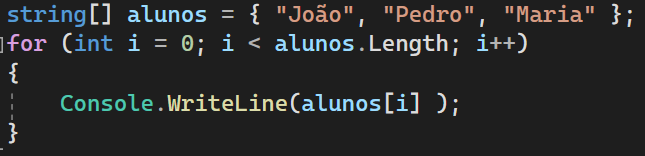 string[] alunos = { "João", "Pedro", "Maria" };
for (int i = 0; i < alunos.Length; i++)
{
    Console.WriteLine(alunos[i] );
}